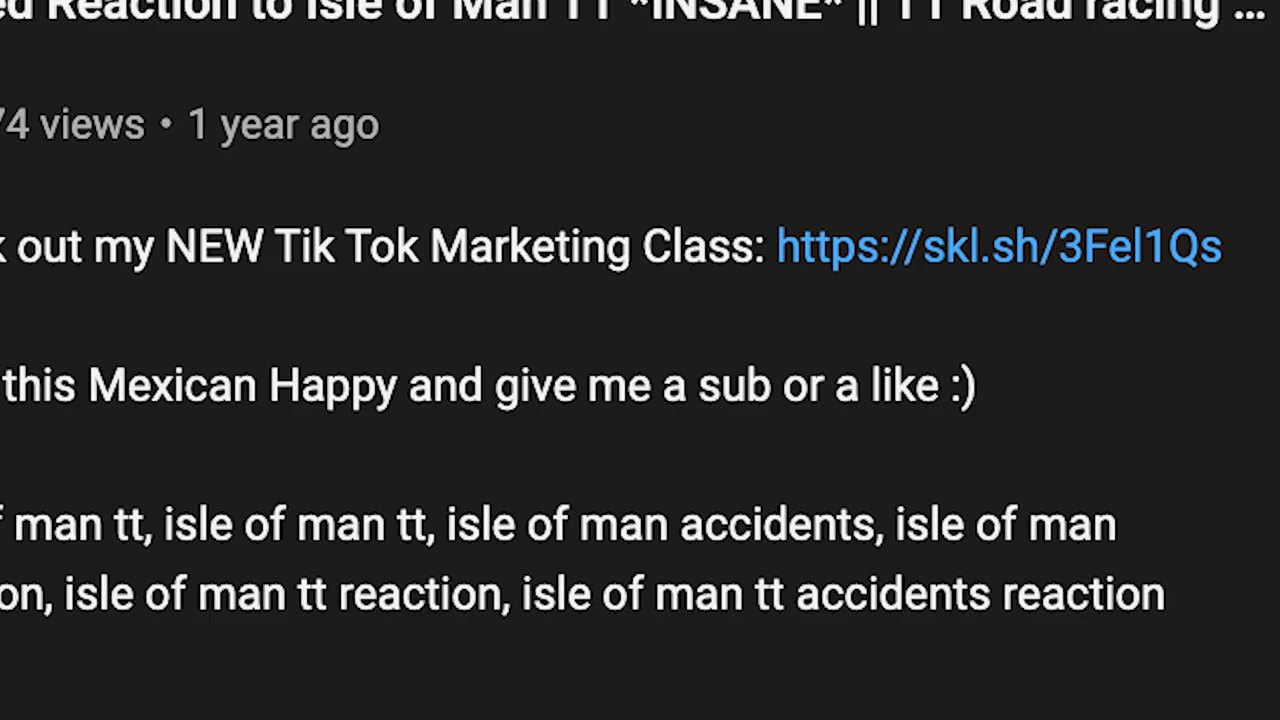 ed Reaction to Isle of Man TT *INSANE* || TT Road racing ...
74 views • 1 year ago
k out my NEW Tik Tok Marketing Class: https://skl.sh/3Fel1Qs
this Mexican Happy and give me a sub or a like :)
f man tt, isle of man tt, isle of man accidents, isle of man
on, isle of man tt reaction, isle of man tt accidents reaction